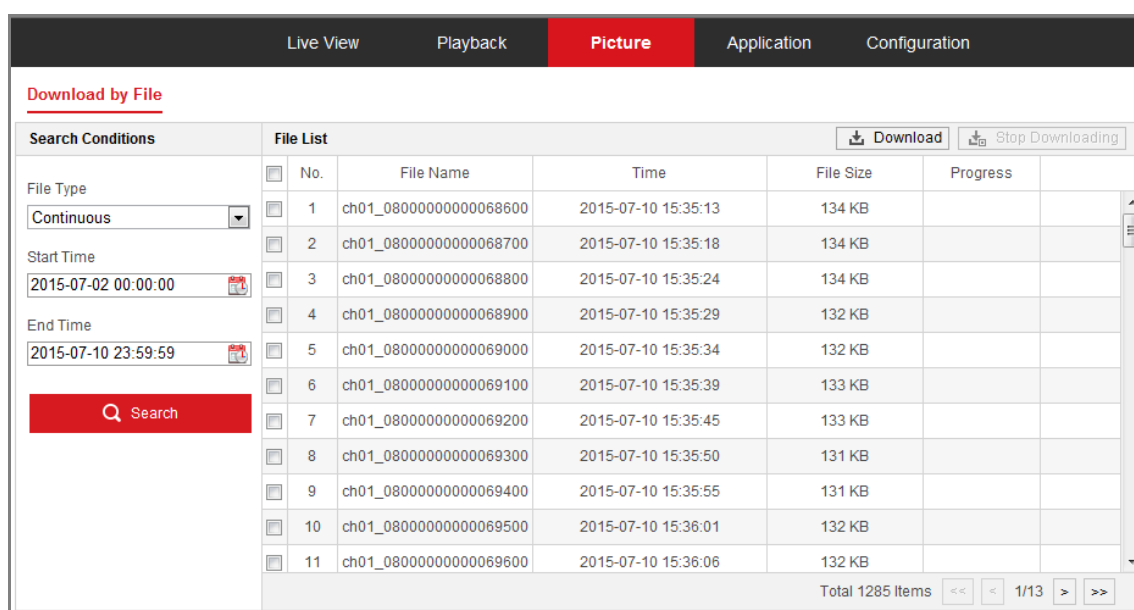 Live View Playback Picture Application Configuration
Download by File
Search Conditions
File Type
Continuous
Start Time
2015-07-02 00:00:00
End Time
2015-07-10 23:59:59
Search
File List Download Stop Downloading
No. File Name Time File Size Progress
1 ch01_08000000000068600 2015-07-10 15:35:13 134 KB
2 ch01_08000000000068700 2015-07-10 15:35:18 134 KB
3 ch01_08000000000068800 2015-07-10 15:35:24 134 KB
4 ch01_08000000000068900 2015-07-10 15:35:29 132 KB
5 ch01_08000000000069000 2015-07-10 15:35:34 132 KB
6 ch01_08000000000069100 2015-07-10 15:35:39 133 KB
7 ch01_08000000000069200 2015-07-10 15:35:45 133 KB
8 ch01_08000000000069300 2015-07-10 15:35:50 131 KB
9 ch01_08000000000069400 2015-07-10 15:35:55 131 KB
10 ch01_08000000000069500 2015-07-10 15:36:01 132 KB
11 ch01_08000000000069600 2015-07-10 15:36:06 132 KB
Total 1285 Items << < 1/13 > >>